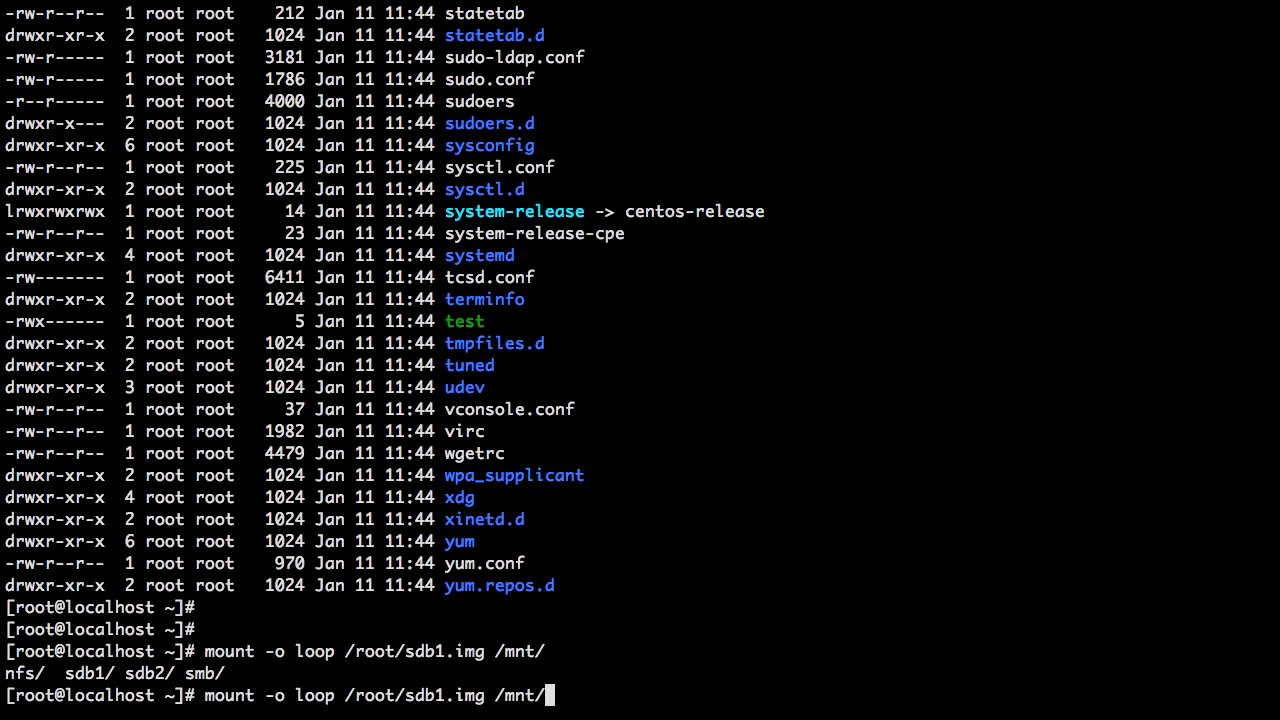 -rw-r--r--  1 root root    212 Jan 11 11:44 statetab
drwxr-xr-x  2 root root   1024 Jan 11 11:44 statetab.d
-rw-r-----  1 root root   3181 Jan 11 11:44 sudo-ldap.conf
-rw-r-----  1 root root   1786 Jan 11 11:44 sudo.conf
-r--r-----  1 root root   4000 Jan 11 11:44 sudoers
drwxr-x---  2 root root   1024 Jan 11 11:44 sudoers.d
drwxr-xr-x  6 root root   1024 Jan 11 11:44 sysconfig
-rw-r--r--  1 root root    225 Jan 11 11:44 sysctl.conf
drwxr-xr-x  2 root root   1024 Jan 11 11:44 sysctl.d
lrwxrwxrwx  1 root root     14 Jan 11 11:44 system-release -> centos-release
-rw-r--r--  1 root root     23 Jan 11 11:44 system-release-cpe
drwxr-xr-x  4 root root   1024 Jan 11 11:44 systemd
-rw-------  1 root root   6411 Jan 11 11:44 tcsd.conf
drwxr-xr-x  2 root root   1024 Jan 11 11:44 terminfo
-rwx------  1 root root      5 Jan 11 11:44 test
drwxr-xr-x  2 root root   1024 Jan 11 11:44 tmpfiles.d
drwxr-xr-x  2 root root   1024 Jan 11 11:44 tuned
drwxr-xr-x  3 root root   1024 Jan 11 11:44 udev
-rw-r--r--  1 root root     37 Jan 11 11:44 vconsole.conf
-rw-r--r--  1 root root   1982 Jan 11 11:44 virc
-rw-r--r--  1 root root   4479 Jan 11 11:44 wgetrc
drwxr-xr-x  2 root root   1024 Jan 11 11:44 wpa_supplicant
drwxr-xr-x  4 root root   1024 Jan 11 11:44 xdg
drwxr-xr-x  2 root root   1024 Jan 11 11:44 xinetd.d
drwxr-xr-x  6 root root   1024 Jan 11 11:44 yum
-rw-r--r--  1 root root    970 Jan 11 11:44 yum.conf
drwxr-xr-x  2 root root   1024 Jan 11 11:44 yum.repos.d
[root@localhost ~]#
[root@localhost ~]#
[root@localhost ~]# mount -o loop /root/sdb1.img /mnt/
nfs/  sdb1/ sdb2/ smb/
[root@localhost ~]# mount -o loop /root/sdb1.img /mnt/